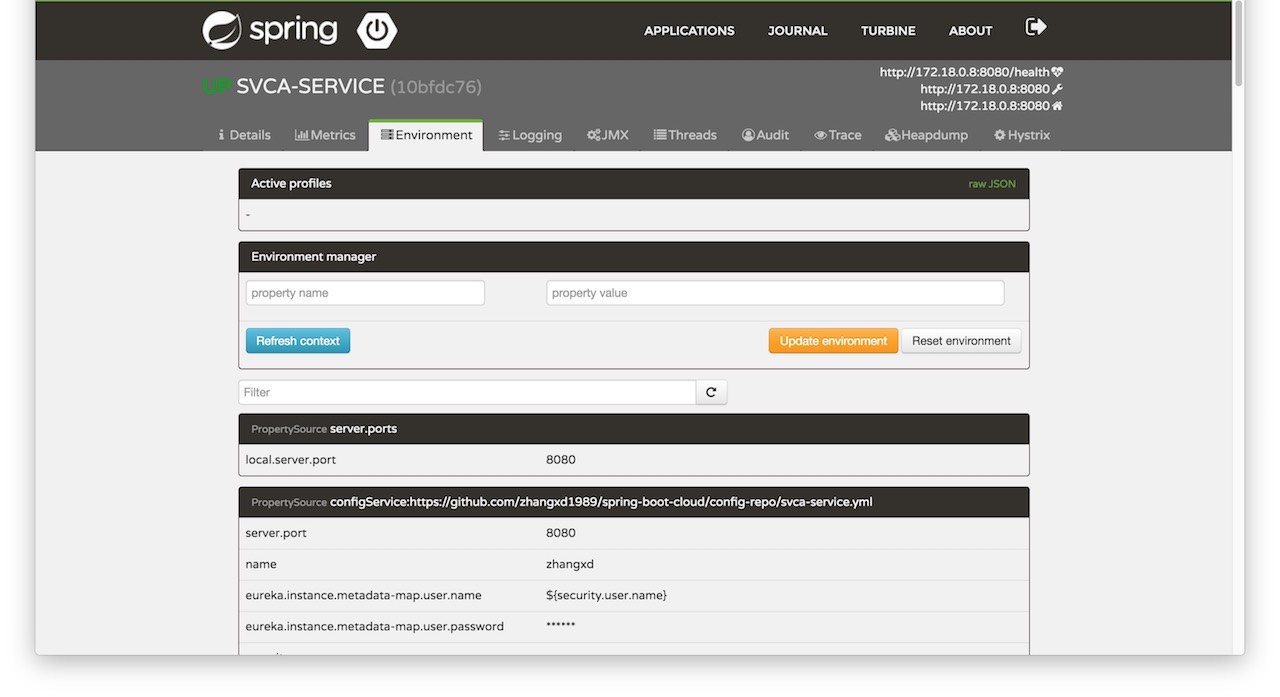 spring APPLICATIONS JOURNAL TURBINE ABOUT
UP SVCA-SERVICE (10bfdc76)
http://172.18.0.8:8080/health
http://172.18.0.8:8080
http://172.18.0.8:8080
Details Metrics Environment Logging JMX Threads Audit Trace Heapdump Hystrix
Active profiles raw JSON
-
Environment manager
property name property value
Refresh context Update environment Reset environment
Filter
PropertySource server.ports
local.server.port 8080
PropertySource configService:https://github.com/zhangxd1989/spring-boot-cloud/config-repo/svca-service.yml
server.port 8080
name zhangxd
eureka.instance.metadata-map.user.name ${security.user.name}
eureka.instance.metadata-map.user.password ******